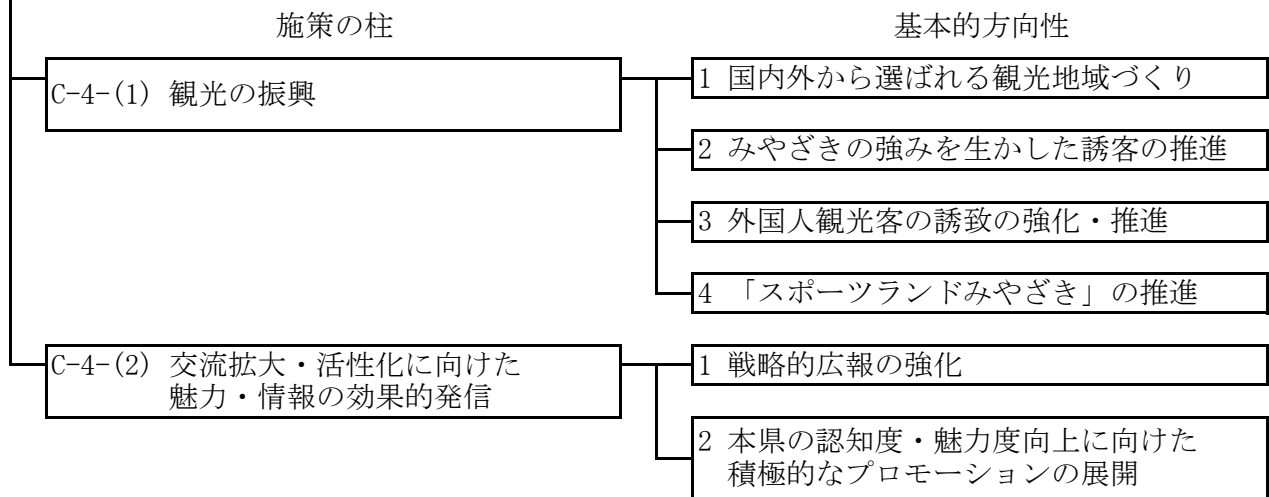 施策の柱
基本的方向性
C-4-(1) 観光の振興
1 国内外から選ばれる観光地域づくり
2 みやざきの強みを生かした誘客の推進
3 外国人観光客の誘致の強化・推進
4 「スポーツランドみやざき」の推進
C-4-(2) 交流拡大・活性化に向けた
魅力・情報の効果的発信
1 戦略的広報の強化
2 本県の認知度・魅力度向上に向けた
積極的なプロモーションの展開